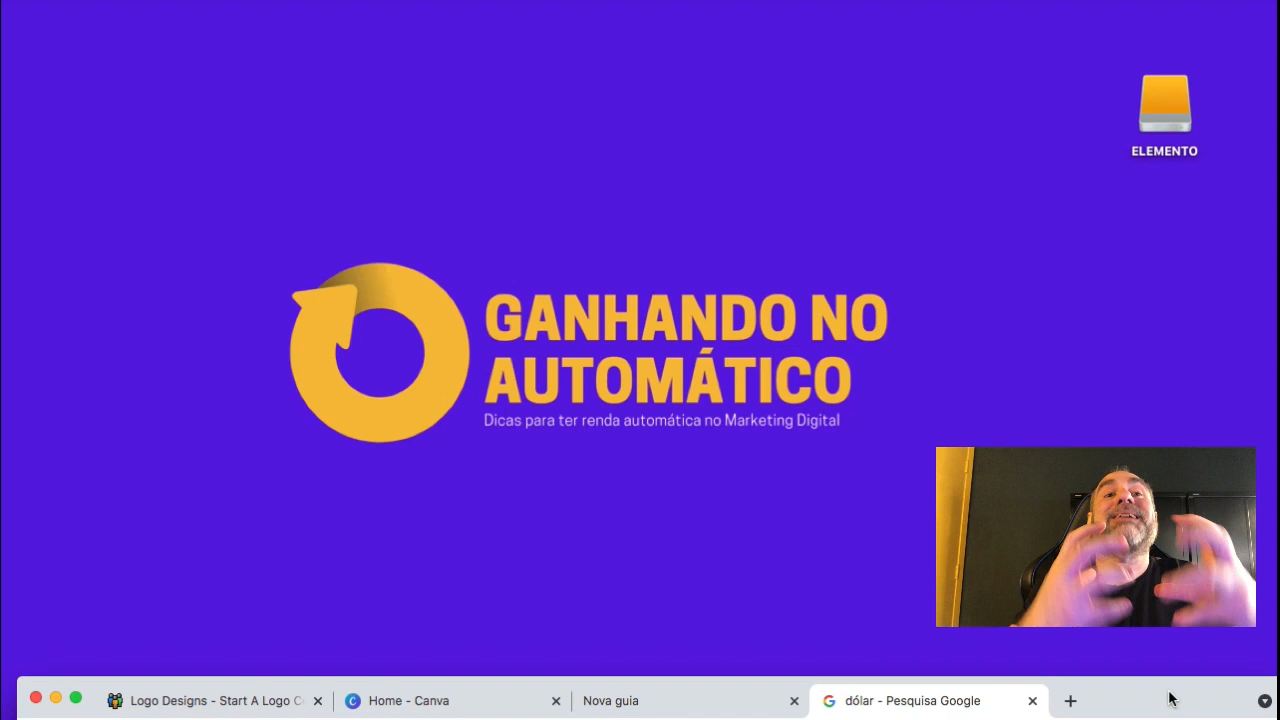 ELEMENTO
GANHANDO NO
AUTOMÁTICO
Dicas para ter renda automática no Marketing Digital
Logo Designs - Start A Logo C
Home - Canva
Nova guia
dólar - Pesquisa Google